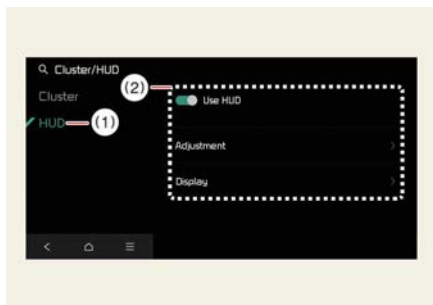 Cluster/HUD
Cluster
(2)
Use HUD
HUD
(1)
Adjustment
Display